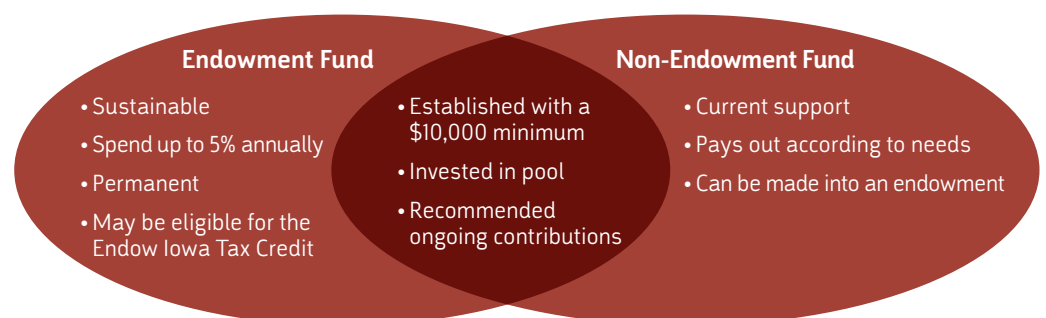 Endowment Fund
• Sustainable
• Spend up to 5% annually
• Permanent
• May be eligible for the
Endow Iowa Tax Credit
• Established with a
$10,000 minimum
• Invested in pool
• Recommended
ongoing contributions
Non-Endowment Fund
• Current support
• Pays out according to needs
• Can be made into an endowment